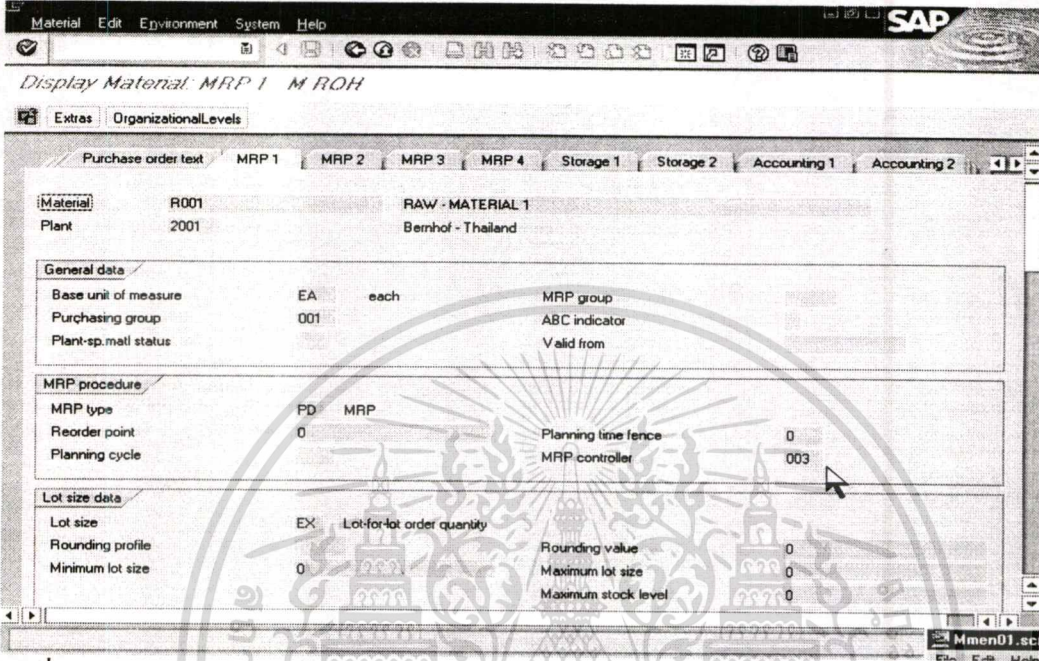 Material Edit Environment System Help
SAP
Display Material: MRP 1 M ROH
Extras OrganizationalLevels
Purchase order text MRP 1 MRP 2 MRP 3 MRP 4 Storage 1 Storage 2 Accounting 1 Accounting 2
Material R001 RAW - MATERIAL 1
Plant 2001 Bernhof - Thailand
General data
Base unit of measure EA each MRP group
Purchasing group 001 ABC indicator
Plant-sp.matl status Valid from
MRP procedure
MRP type PD MRP
Reorder point 0 Planning time fence 0
Planning cycle MRP controller 003
Lot size data
Lot size EX Lot-for-lot order quantity
Rounding profile Rounding value 0
Minimum lot size 0 Maximum lot size 0
Maximum stock level 0
Mmen01.scr
File Edit Help